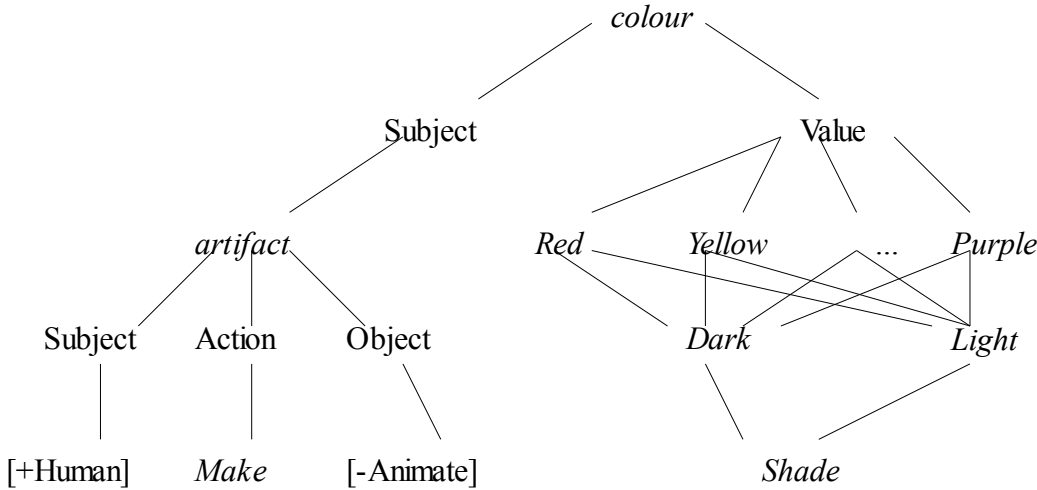 colour
Subject Value
artifact Red Yellow ... Purple
Subject Action Object Dark Light
[+Human] Make [-Animate] Shade